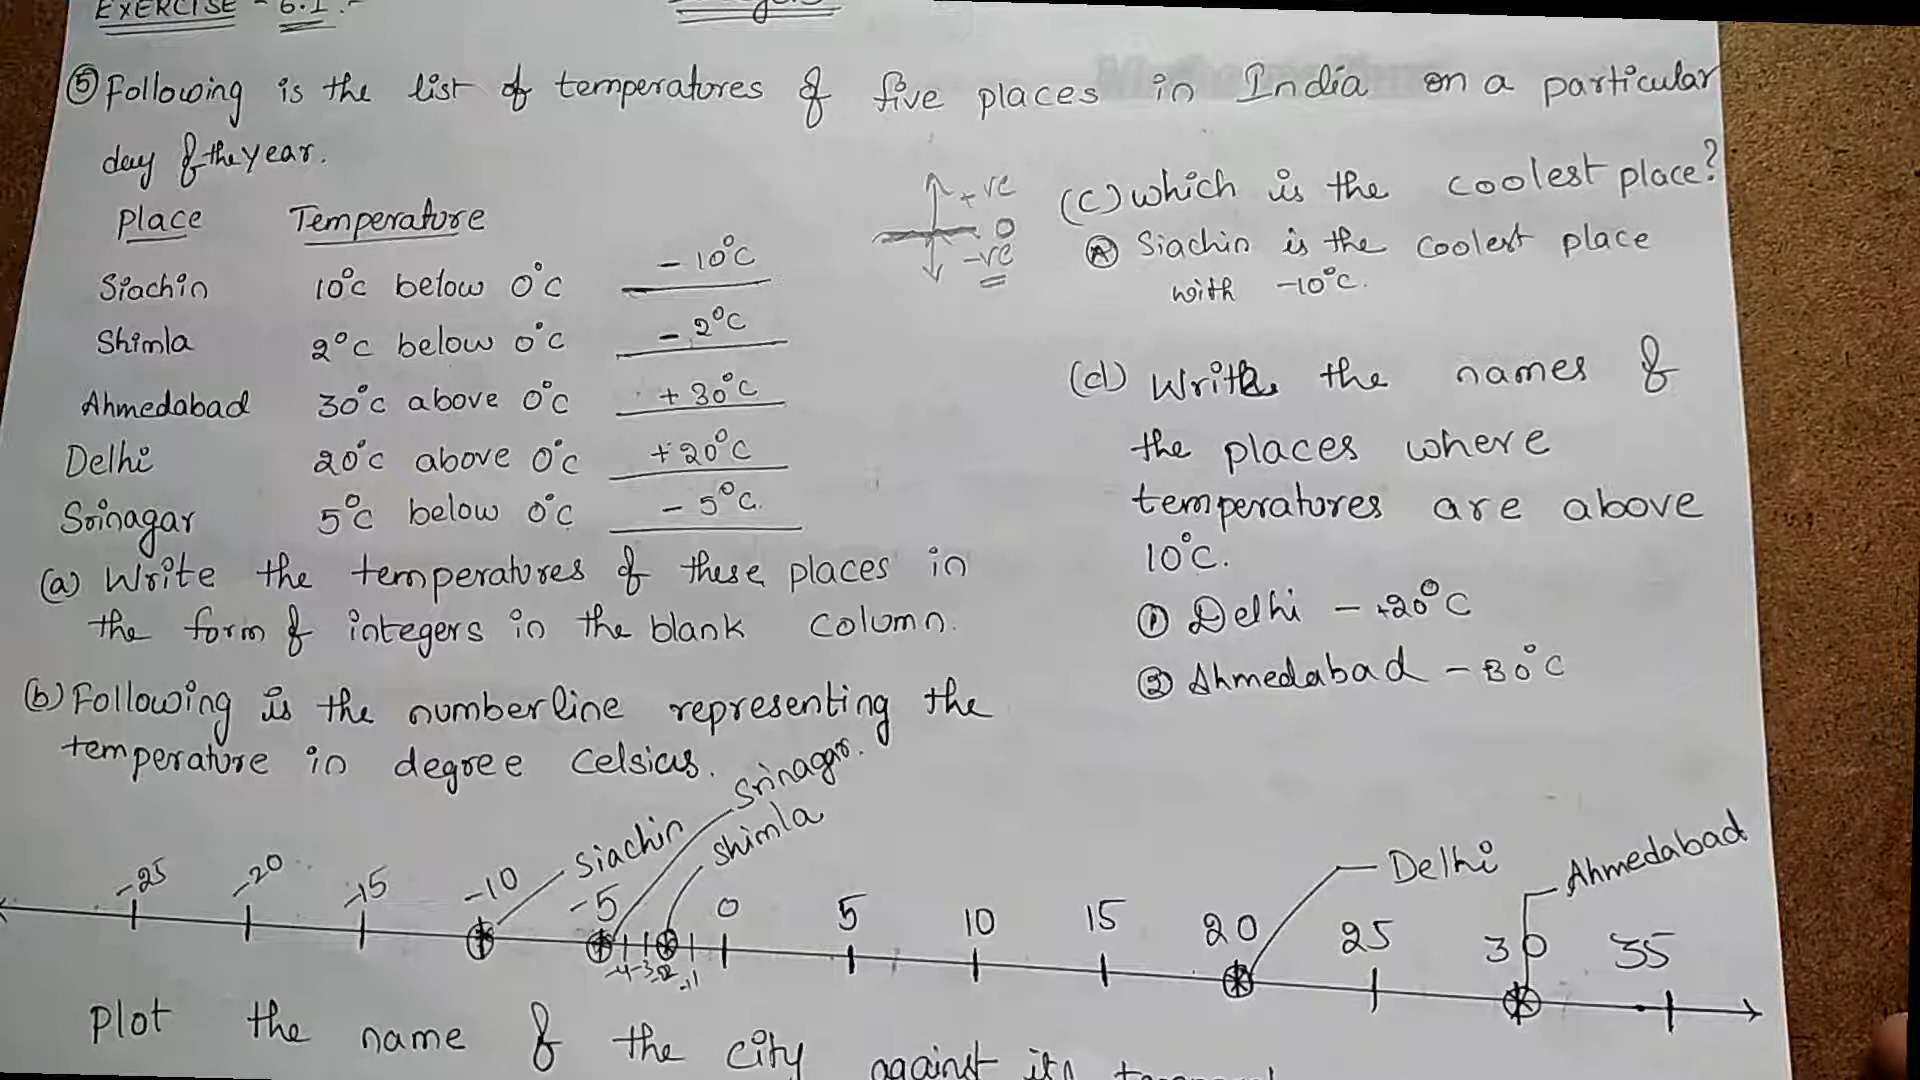 EXERCISE - 6.1 :-
⑤ Following is the list of temperatures of five places in India on a particular
day of the year.
Place Temperature
Siachin 10°C below 0°C -10°C
Shimla 2°C below 0°C -2°C
Ahmedabad 30°C above 0°C +30°C
Delhi 20°C above 0°C +20°C
Srinagar 5°C below 0°C -5°C.
(a) Write the temperatures of these places in
the form of integers in the blank column.
(b) Following is the numberline representing the
temperature in degree Celsius.
+ve
0
-ve
(c) Which is the coolest place?
Ⓐ Siachin is the coolest place
with -10°C.
(d) Write the names of
the places where
temperatures are above
10°C.
① Delhi - +20°C
② Ahmedabad - 30°C
Siachin Srinagar. Shimla Delhi Ahmedabad
-25 -20 -15 -10 -5 0 5 10 15 20 25 30 35
-4 -3 -2 -1
Plot the name of the city against its